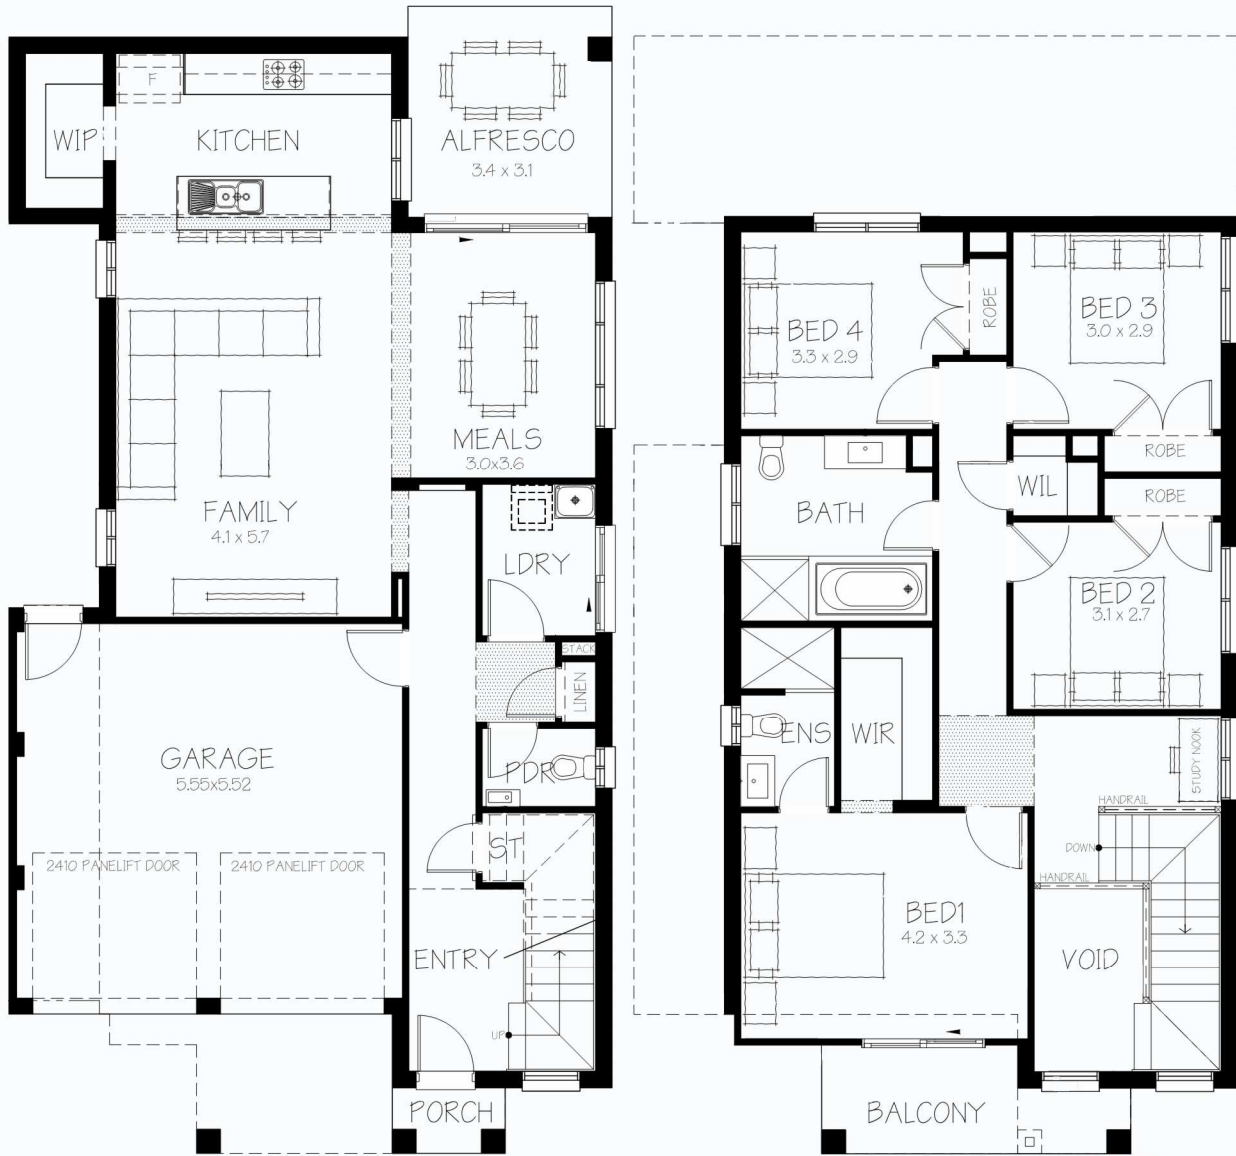 F
WIP
KITCHEN
ALFRESCO
3.4 x 3.1
MEALS
3.0x3.6
FAMILY
4.1 x 5.7
LDRY
STACK
LINEN
GARAGE
5.55x5.52
PDR
2410 PANELIFT DOOR
2410 PANELIFT DOOR
ST
ENTRY
UP
PORCH
BED 4
3.3 x 2.9
ROBE
BED 3
3.0 x 2.9
ROBE
BATH
WIL
ROBE
BED 2
3.1 x 2.7
ENS
WIR
STUDY NOOK
HANDRAIL
DOWN
HANDRAIL
BED1
4.2 x 3.3
VOID
BALCONY